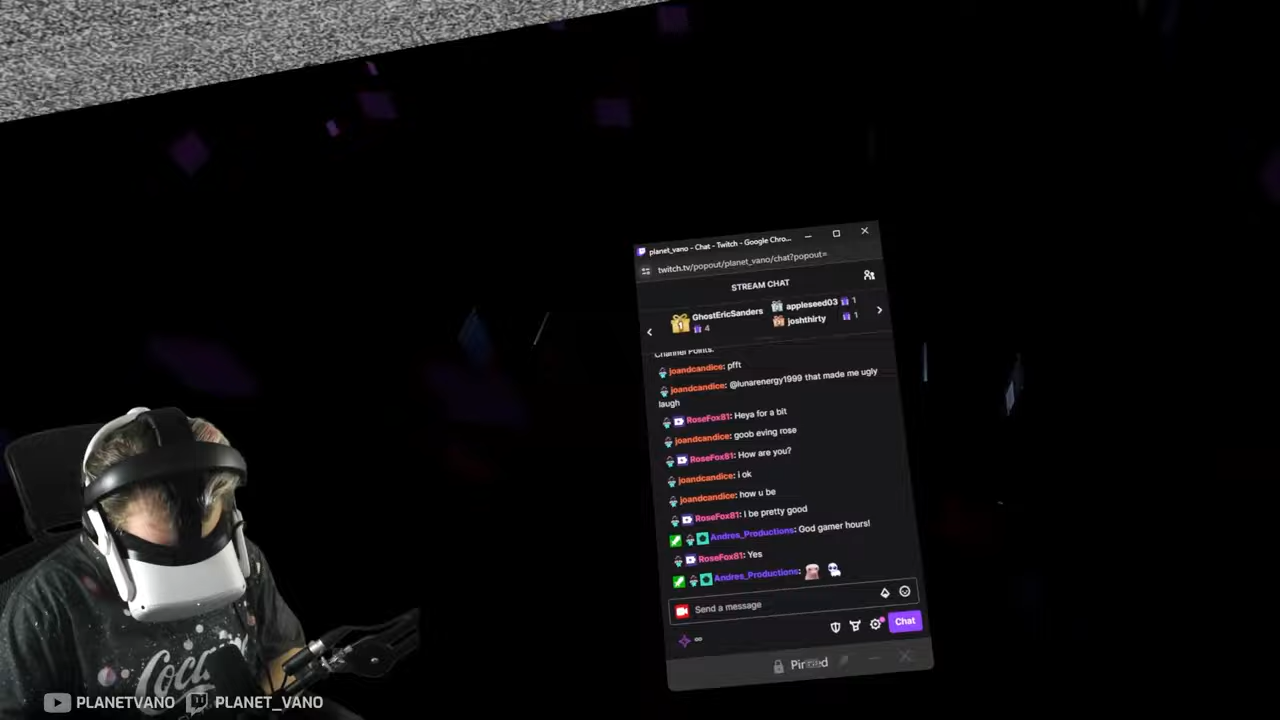 planet_vano - Chat - Twitch - Google Chro...
twitch.tv/popout/planet_vano/chat?popout=
STREAM CHAT
GhostEricSanders
4
appleseed03 1
joshthirty 1
Channel Points.
joandcandice: pfft
joandcandice: @lunarenergy1999 that made me ugly
laugh
RoseFox81: Heya for a bit
joandcandice: goob eving rose
RoseFox81: How are you?
joandcandice: i ok
joandcandice: how u be
RoseFox81: I be pretty good
Andres_Productions: God gamer hours!
RoseFox81: Yes
Andres_Productions:
Send a message
Chat
Pinned
PLANETVANO PLANET_VANO